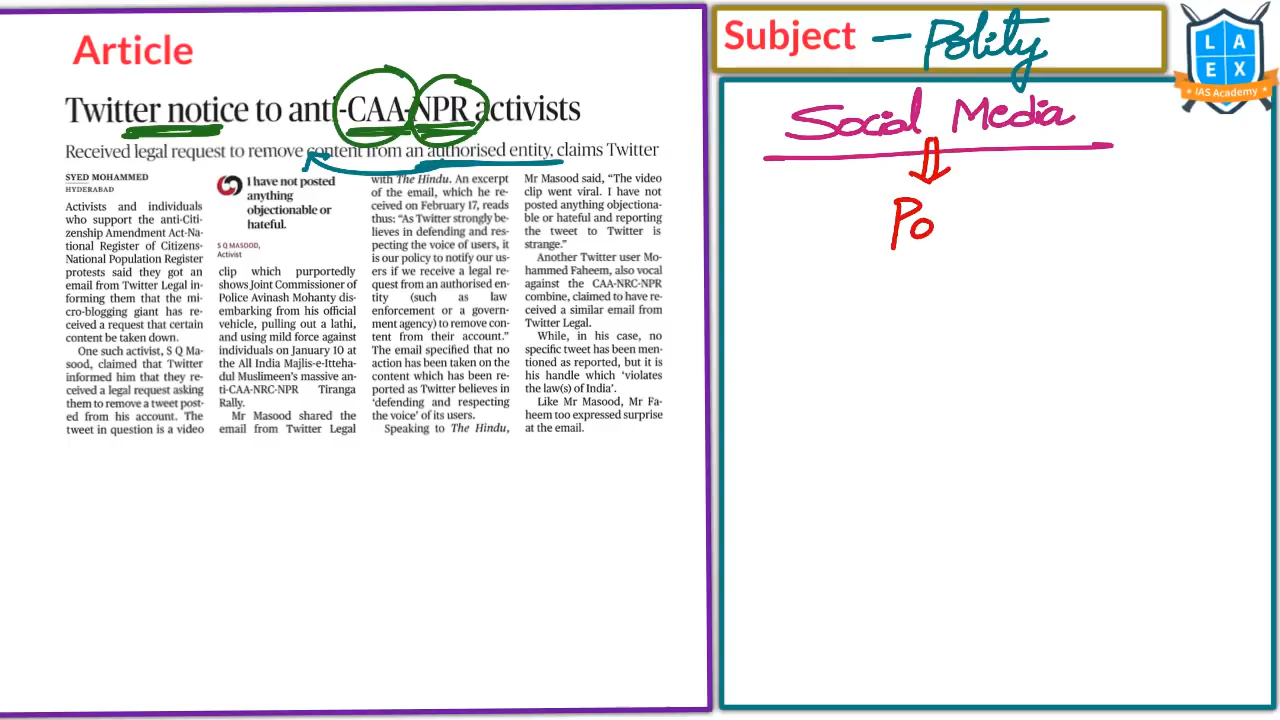 Article
Twitter notice to anti-CAA-NPR activists
Received legal request to remove content from an authorised entity, claims Twitter
SYED MOHAMMED
HYDERABAD
Activists and individuals
who support the anti-Citi-
zenship Amendment Act-Na-
tional Register of Citizens-
National Population Register
protests said they got an
email from Twitter Legal in-
forming them that the mi-
cro-blogging giant has re-
ceived a request that certain
content be taken down.
One such activist, S Q Ma-
sood, claimed that Twitter
informed him that they re-
ceived a legal request asking
them to remove a tweet post-
ed from his account. The
tweet in question is a video
I have not posted
anything
objectionable or
hateful.
S Q MASOOD,
Activist
clip which purportedly
shows Joint Commissioner of
Police Avinash Mohanty dis-
embarking from his official
vehicle, pulling out a lathi,
and using mild force against
individuals on January 10 at
the All India Majlis-e-Itteha-
dul Muslimeen's massive an-
ti-CAA-NRC-NPR Tiranga
Rally.
Mr Masood shared the
email from Twitter Legal
with The Hindu. An excerpt
of the email, which he re-
ceived on February 17, reads
thus: "As Twitter strongly be-
lieves in defending and res-
pecting the voice of users, it
is our policy to notify our us-
ers if we receive a legal re-
quest from an authorised en-
tity (such as law
enforcement or a govern-
ment agency) to remove con-
tent from their account."
The email specified that no
action has been taken on the
content which has been re-
ported as Twitter believes in
'defending and respecting
the voice' of its users.
Speaking to The Hindu,
Mr Masood said, "The video
clip went viral. I have not
posted anything objectiona-
ble or hateful and reporting
the tweet to Twitter is
strange."
Another Twitter user Mo-
hammed Faheem, also vocal
against the CAA-NRC-NPR
combine, claimed to have re-
ceived a similar email from
Twitter Legal.
While, in his case, no
specific tweet has been men-
tioned as reported, but it is
his handle which 'violates
the law(s) of India'.
Like Mr Masood, Mr Fa-
heem too expressed surprise
at the email.
Subject - Polity
LA
EX
IAS Academy
Social Media
Po